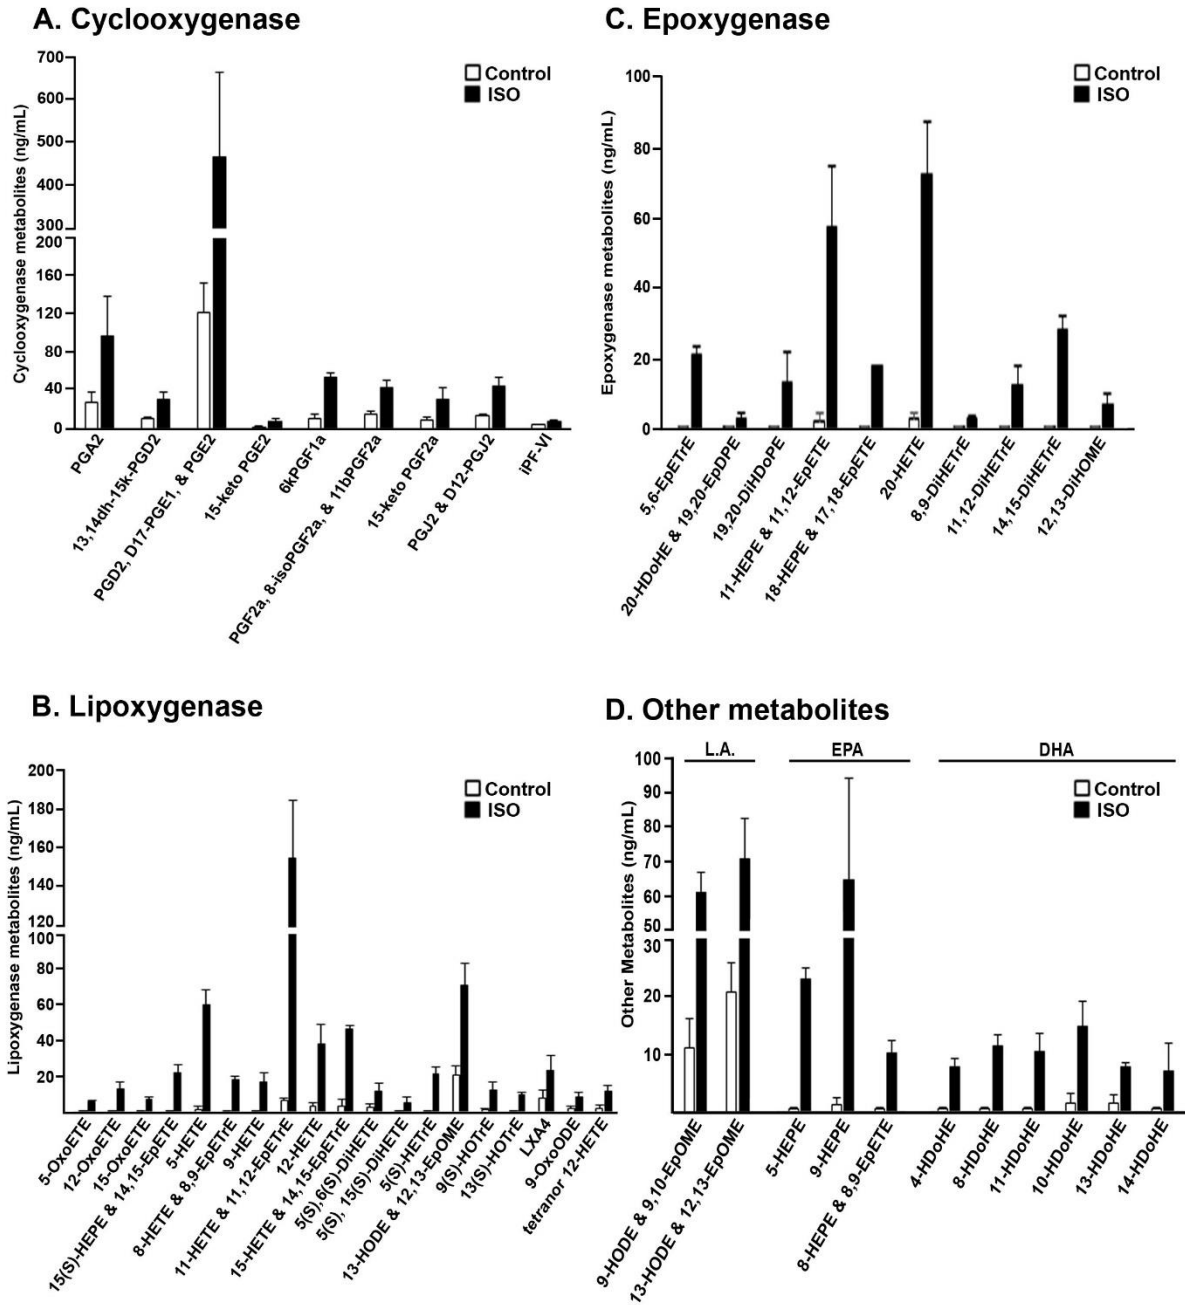 A. Cyclooxygenase
Cyclooxygenase metabolites (ng/mL)
700
600
500
400
300
200
160
120
80
40
0
Control
ISO
PGA2
13,14dh-15k-PGD2
PGD2, D17-PGE1, & PGE2
15-keto PGE2
6kPGF1a
PGF2a, 8-isoPGF2a, & 11bPGF2a
15-keto PGF2a
PGJ2 & D12-PGJ2
iPF-VI
C. Epoxygenase
Epoxygenase metabolites (ng/mL)
100
80
60
40
20
0
Control
ISO
5,6-EpETrE
20-HDoHE & 19,20-EpDPE
19,20-DiHDoPE
11-HEPE & 11,12-EpETE
18-HEPE & 17,18-EpETE
20-HETE
8,9-DiHETrE
11,12-DiHETrE
14,15-DiHETrE
12,13-DiHOME
B. Lipoxygenase
Lipoxygenase metabolites (ng/mL)
200
180
160
140
120
100
80
60
40
20
Control
ISO
5-OxoETE
12-OxoETE
15-OxoETE
15(S)-HEPE & 14,15-EpETE
5-HETE
8-HETE & 8,9-EpETrE
9-HETE
11-HETE & 11, 12-EpETrE
12-HETE
15-HETE & 14,15-EpETrE
5(S),6(S)-DiHETE
5(S), 15(S)-DiHETE
5(S)-HETrE
13-HODE & 12,13-EpOME
9(S)-HOTrE
13(S)-HOTrE
LXA4
9-OxoODE
tetranor 12-HETE
D. Other metabolites
Other Metabolites (ng/mL)
100
90
80
70
60
50
30
20
10
L.A.
EPA
DHA
Control
ISO
9-HODE & 9,10-EpOME
13-HODE & 12,13-EpOME
5-HEPE
9-HEPE
8-HEPE & 8,9-EpETE
4-HDoHE
8-HDoHE
11-HDoHE
10-HDoHE
13-HDoHE
14-HDoHE